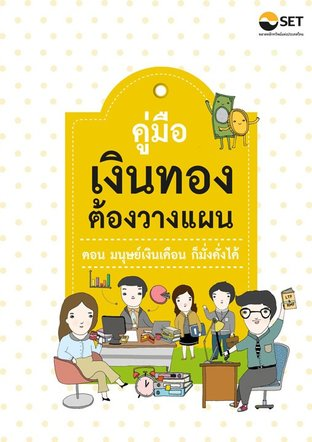 SET
ตลาดหลักทรัพย์แห่งประเทศไทย
คู่มือ
เงินทอง
ต้องวางแผน
ตอน มนุษย์เงินเดือน ก็มั่งคั่งได้
LTF